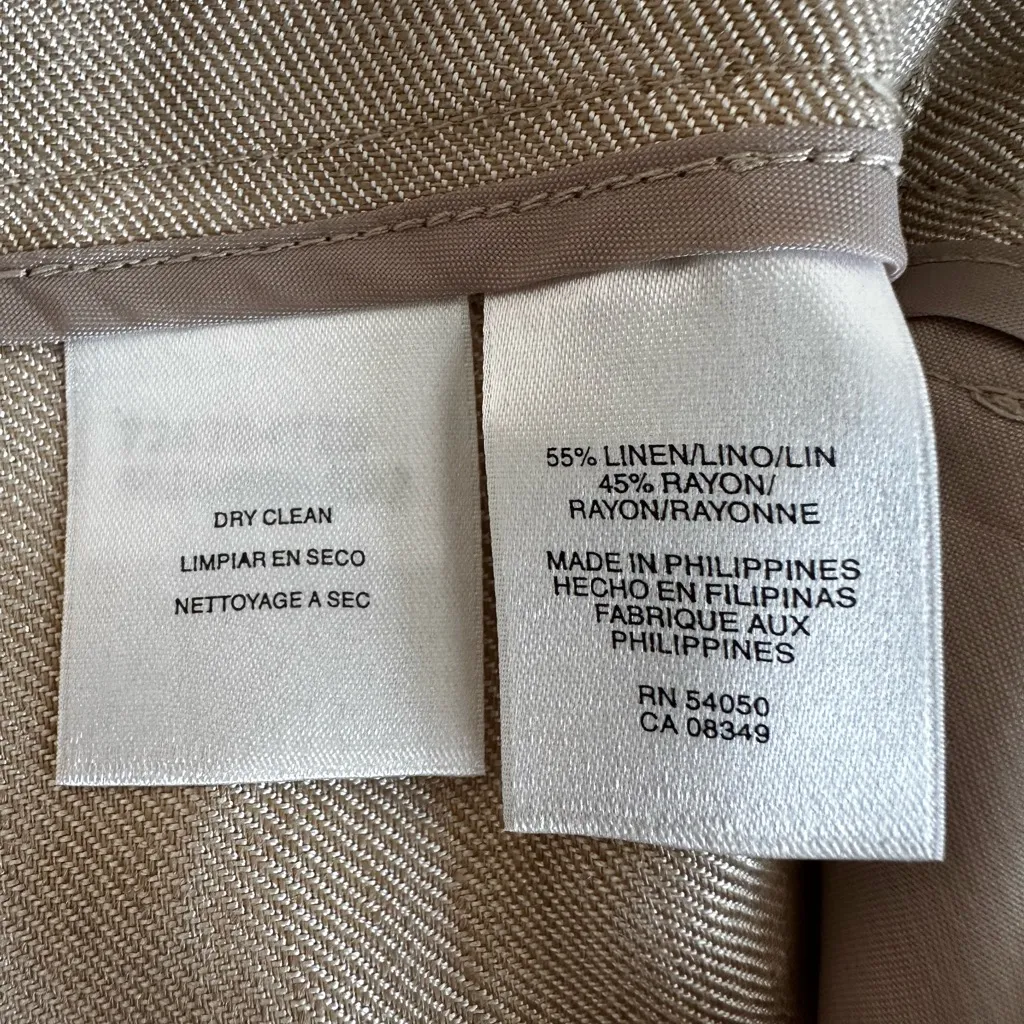 DRY CLEAN
LIMPIAR EN SECO
NETTOYAGE A SEC
55% LINEN/LINO/LIN
45% RAYON/
RAYON/RAYONNE
MADE IN PHILIPPINES
HECHO EN FILIPINAS
FABRIQUE AUX
PHILIPPINES
RN 54050
CA 08349